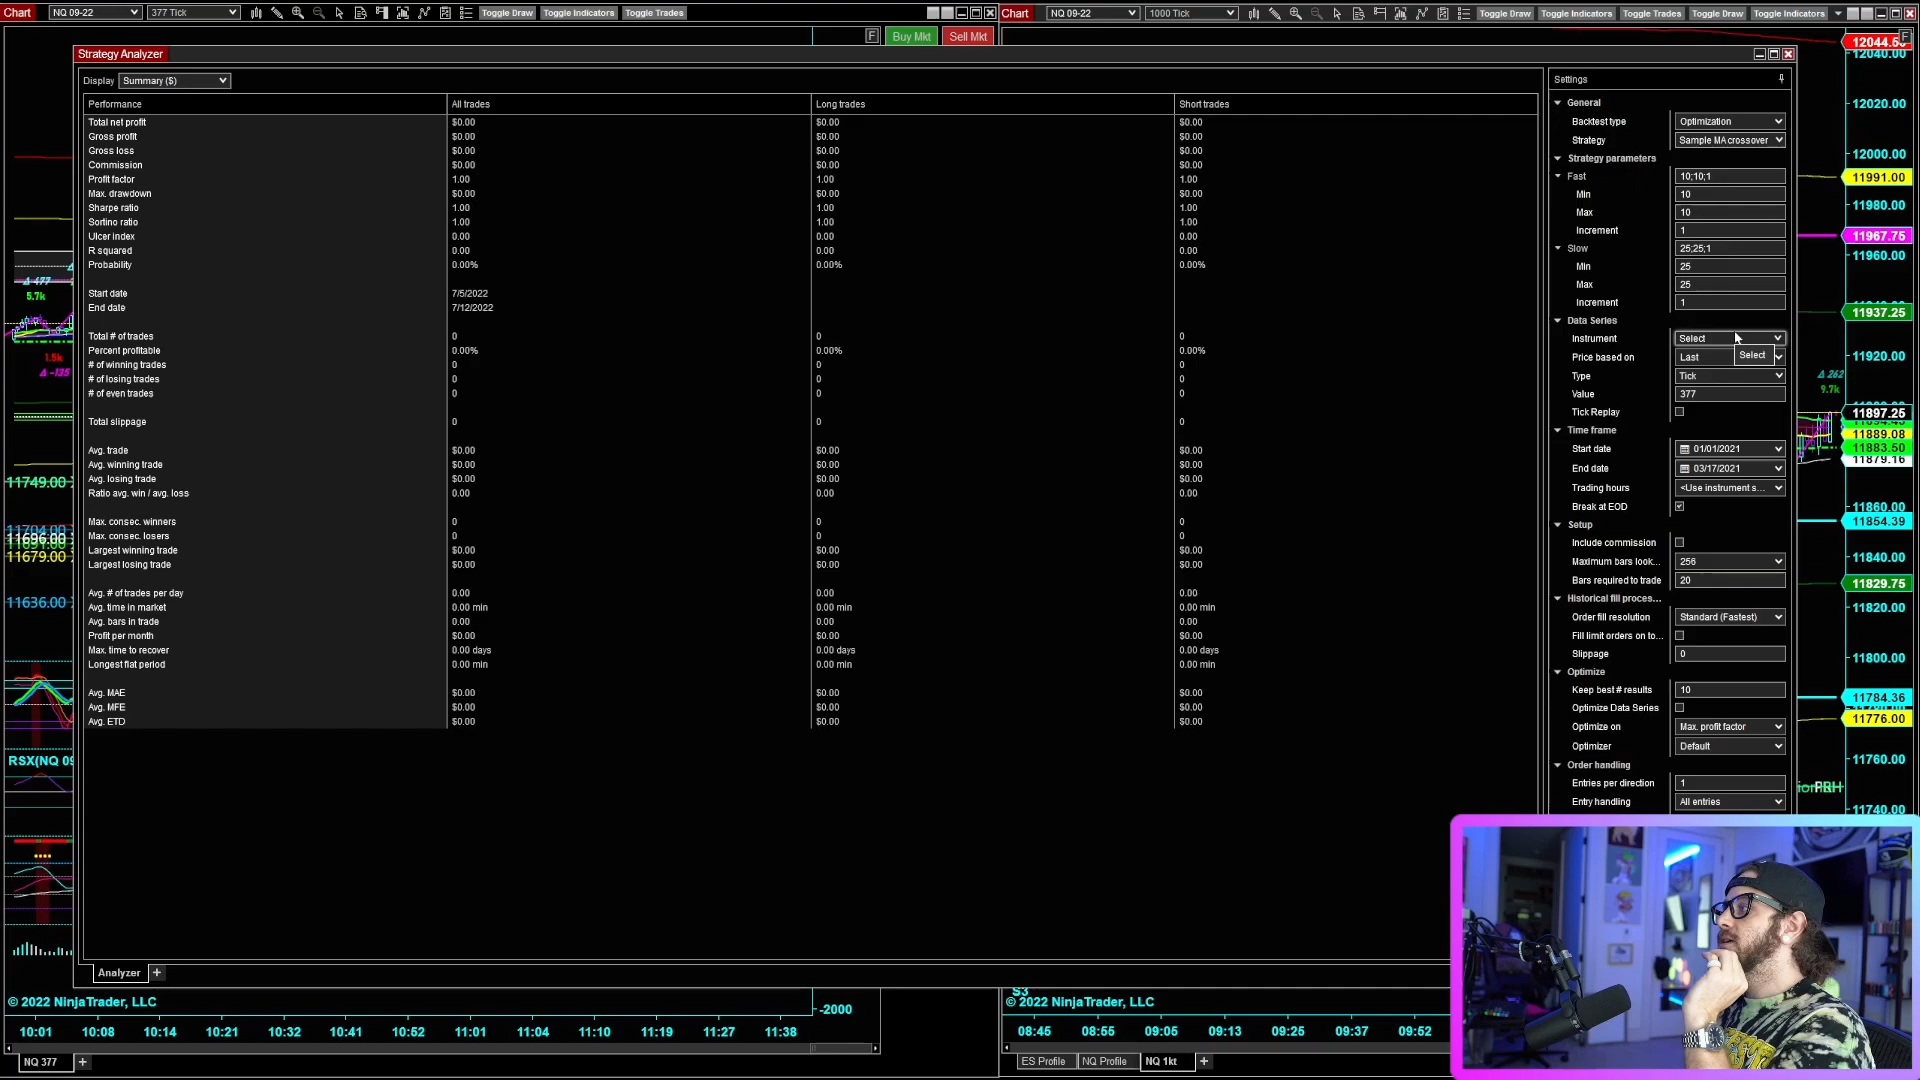 Chart NQ 09-22 377 Tick Toggle Draw Toggle Indicators Toggle Trades
Chart NQ 09-22 1000 Tick Toggle Draw Toggle Indicators Toggle Trades Toggle Draw Toggle Indicators
F Buy Mkt Sell Mkt
F
Strategy Analyzer
Display Summary ($)
Performance All trades Long trades Short trades
Total net profit $0.00 $0.00 $0.00
Gross profit $0.00 $0.00 $0.00
Gross loss $0.00 $0.00 $0.00
Commission $0.00 $0.00 $0.00
Profit factor 1.00 1.00 1.00
Max. drawdown $0.00 $0.00 $0.00
Sharpe ratio 1.00 1.00 1.00
Sortino ratio 1.00 1.00 1.00
Ulcer index 0.00 0.00 0.00
R squared 0.00 0.00 0.00
Probability 0.00% 0.00% 0.00%
Start date 7/5/2022
End date 7/12/2022
Total # of trades 0 0 0
Percent profitable 0.00% 0.00% 0.00%
# of winning trades 0 0 0
# of losing trades 0 0 0
# of even trades 0 0 0
Total slippage 0 0 0
Avg. trade $0.00 $0.00 $0.00
Avg. winning trade $0.00 $0.00 $0.00
Avg. losing trade $0.00 $0.00 $0.00
Ratio avg. win / avg. loss 0.00 0.00 0.00
Max. consec. winners 0 0 0
Max. consec. losers 0 0 0
Largest winning trade $0.00 $0.00 $0.00
Largest losing trade $0.00 $0.00 $0.00
Avg. # of trades per day 0.00 0.00 0.00
Avg. time in market 0.00 min 0.00 min 0.00 min
Avg. bars in trade 0.00 0.00 0.00
Profit per month $0.00 $0.00 $0.00
Max. time to recover 0.00 days 0.00 days 0.00 days
Longest flat period 0.00 min 0.00 min 0.00 min
Avg. MAE $0.00 $0.00 $0.00
Avg. MFE $0.00 $0.00 $0.00
Avg. ETD $0.00 $0.00 $0.00
Analyzer +
Settings
General
Backtest type Optimization
Strategy Sample MA crossover
Strategy parameters
Fast 10;10;1
Min 10
Max 10
Increment 1
Slow 25;25;1
Min 25
Max 25
Increment 1
Data Series
Instrument Select
Price based on Last
Select
Type Tick
Value 377
Tick Replay
Time frame
Start date 01/01/2021
End date 03/17/2021
Trading hours <Use instrument s...
Break at EOD
Setup
Include commission
Maximum bars look... 256
Bars required to trade 20
Historical fill proces...
Order fill resolution Standard (Fastest)
Fill limit orders on to...
Slippage 0
Optimize
Keep best # results 10
Optimize Data Series
Optimize on Max. profit factor
Optimizer Default
Order handling
Entries per direction 1
Entry handling All entries
12040.00
12020.00
12000.00
11991.00
11980.00
11967.75
11960.00
11937.25
11920.00
Δ 262
9.7k
11897.25
11889.08
11883.50
11879.16
11860.00
11854.39
11840.00
11829.75
11820.00
11800.00
11784.36
11776.00
11760.00
11740.00
Δ 477
5.7k
1.5k
Δ -135
11749.00
11704.00
11696.00
11679.00
11636.00
RSX(NQ 09
© 2022 NinjaTrader, LLC
-2000
10:01 10:08 10:14 10:21 10:32 10:41 10:52 11:01 11:04 11:10 11:19 11:27 11:38
NQ 377 +
S3
© 2022 NinjaTrader, LLC
08:45 08:55 09:05 09:13 09:25 09:37 09:52
ES Profile NQ Profile NQ 1kt +